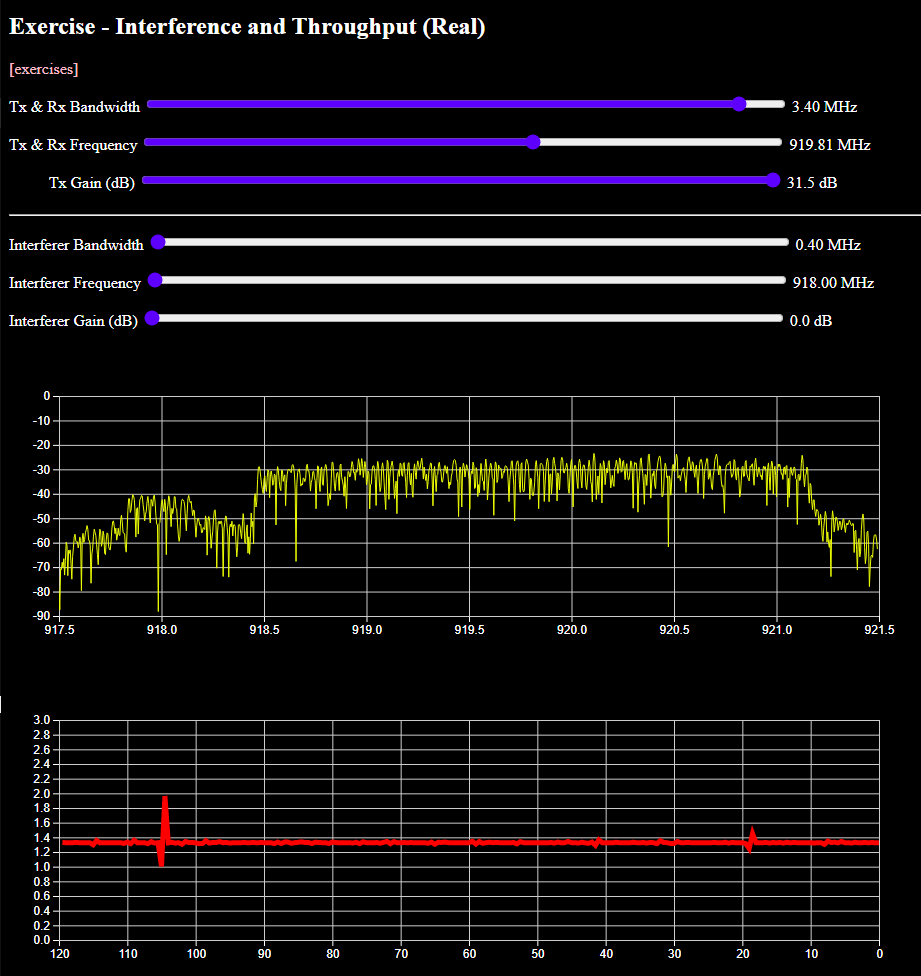 Exercise - Interference and Throughput (Real)
[exercises]
Tx & Rx Bandwidth 3.40 MHz
Tx & Rx Frequency 919.81 MHz
Tx Gain (dB) 31.5 dB
Interferer Bandwidth 0.40 MHz
Interferer Frequency 918.00 MHz
Interferer Gain (dB) 0.0 dB
0
-10
-20
-30
-40
-50
-60
-70
-80
-90
917.5 918.0 918.5 919.0 919.5 920.0 920.5 921.0 921.5
3.0
2.8
2.6
2.4
2.2
2.0
1.8
1.6
1.4
1.2
1.0
0.8
0.6
0.4
0.2
0.0
120 110 100 90 80 70 60 50 40 30 20 10 0